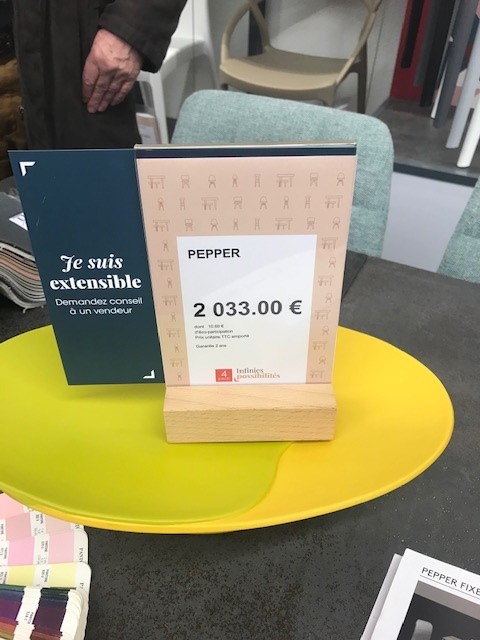 Je suis
extensible
Demandez conseil
à un vendeur
PEPPER
2 033.00 €
dont 10.60 €
d'éco-participation
Prix unitaire TTC emporté
Garantie 2 ans
4
Infinies
possibilités
PEPPER FIXE